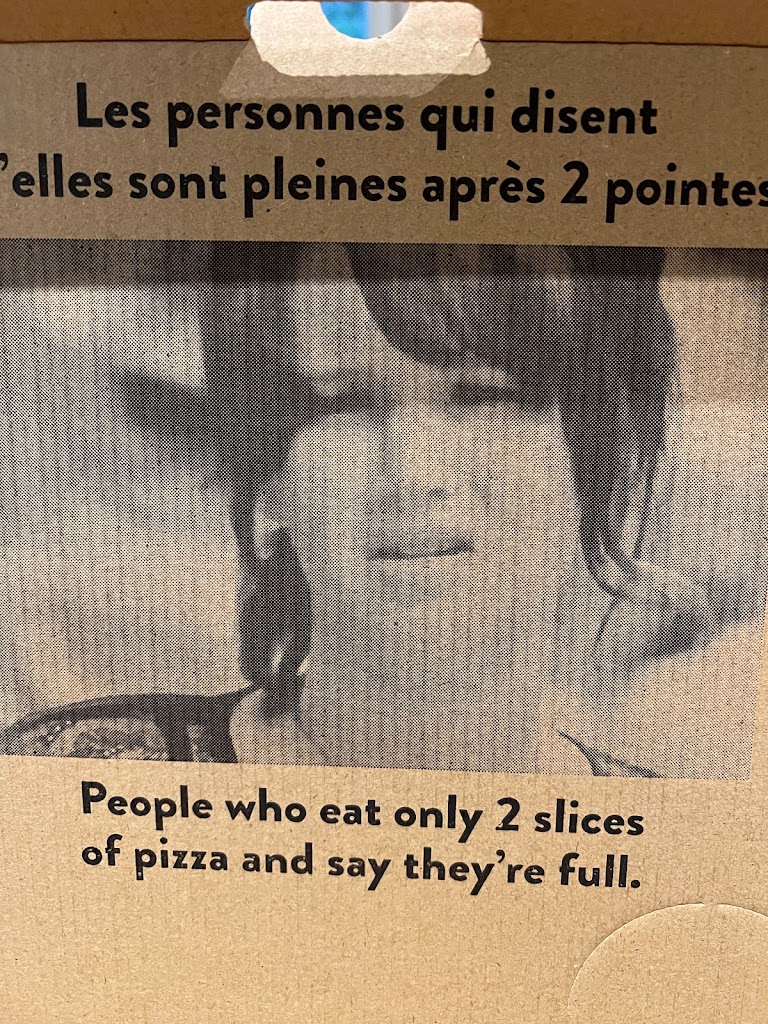 Les personnes qui disent
'elles sont pleines après 2 pointes
People who eat only 2 slices
of pizza and say they're full.